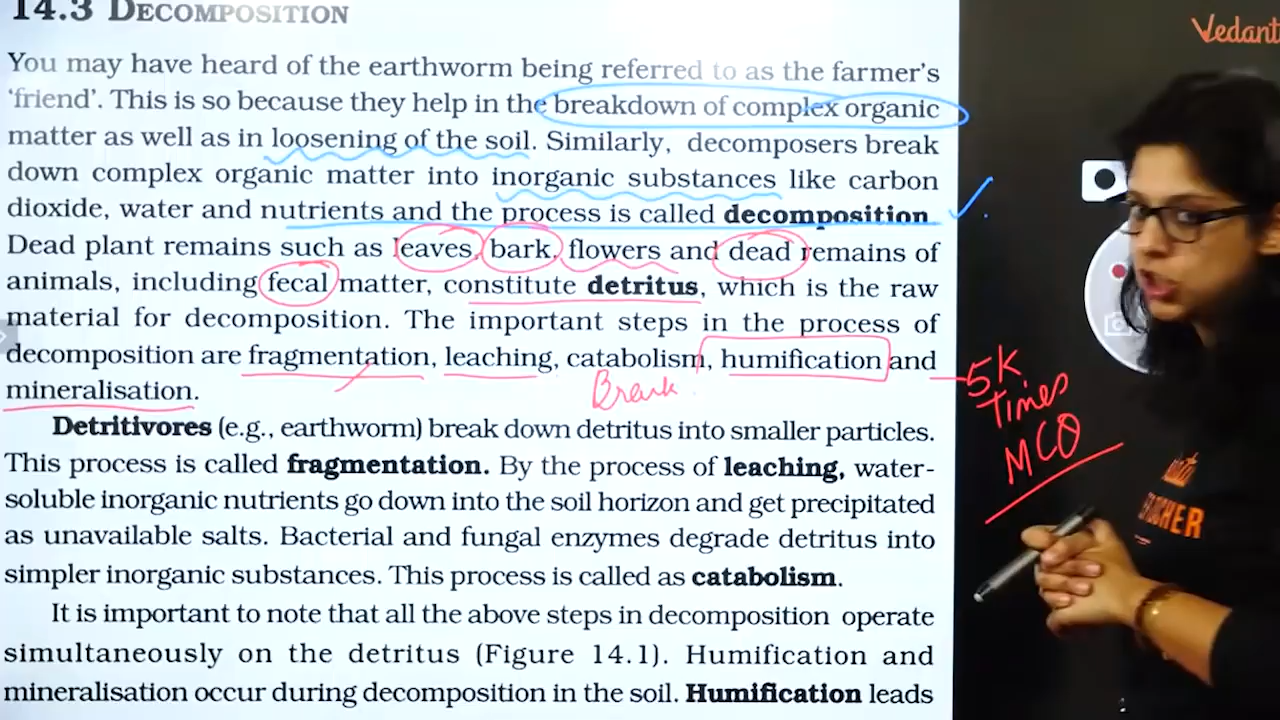 14.3 DECOMPOSITION
You may have heard of the earthworm being referred to as the farmer's
'friend'. This is so because they help in the breakdown of complex organic
matter as well as in loosening of the soil. Similarly, decomposers break
down complex organic matter into inorganic substances like carbon
dioxide, water and nutrients and the process is called decomposition
Dead plant remains such as leaves, bark, flowers and dead remains of
animals, including fecal matter, constitute detritus, which is the raw
material for decomposition. The important steps in the process of
decomposition are fragmentation, leaching, catabolism, humification and
mineralisation.
Break
Detritivores (e.g., earthworm) break down detritus into smaller particles.
This process is called fragmentation. By the process of leaching, water-
soluble inorganic nutrients go down into the soil horizon and get precipitated
as unavailable salts. Bacterial and fungal enzymes degrade detritus into
simpler inorganic substances. This process is called as catabolism.
It is important to note that all the above steps in decomposition operate
simultaneously on the detritus (Figure 14.1). Humification and
mineralisation occur during decomposition in the soil. Humification leads
Vedant
5K
Times
MCQ